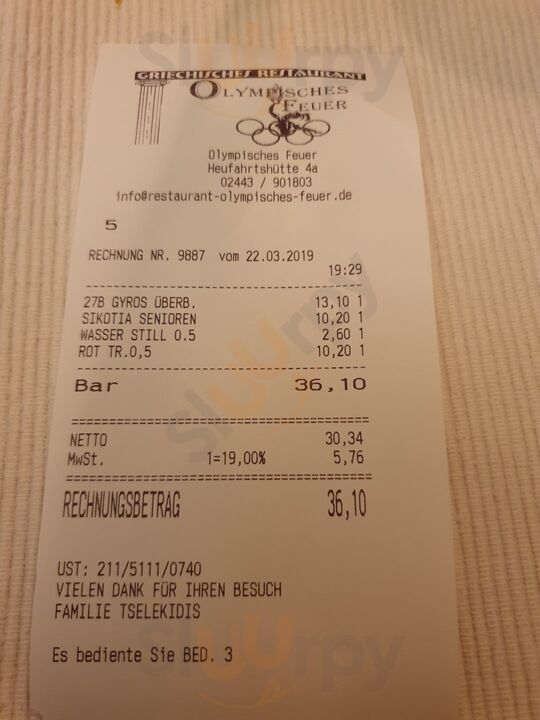 GRIECHISCHES RESTAURANT
OLYMPISCHES
FEUER
Olympisches Feuer
Heufahrtshütte 4a
02443 / 901803
info@restaurant-olympisches-feuer.de
5
RECHNUNG NR. 9887 vom 22.03.2019
19:29
27B GYROS ÜBERB. 13,10 1
SIKOTIA SENIOREN 10,20 1
WASSER STILL 0.5 2,60 1
ROT TR.0,5 10,20 1
Bar 36,10
NETTO 30,34
MwSt. 1=19,00% 5,76
RECHNUNGSBETRAG 36,10
UST: 211/5111/0740
VIELEN DANK FÜR IHREN BESUCH
FAMILIE TSELEKIDIS
Es bediente Sie BED. 3
sluurpy
sluurpy
sluurpy